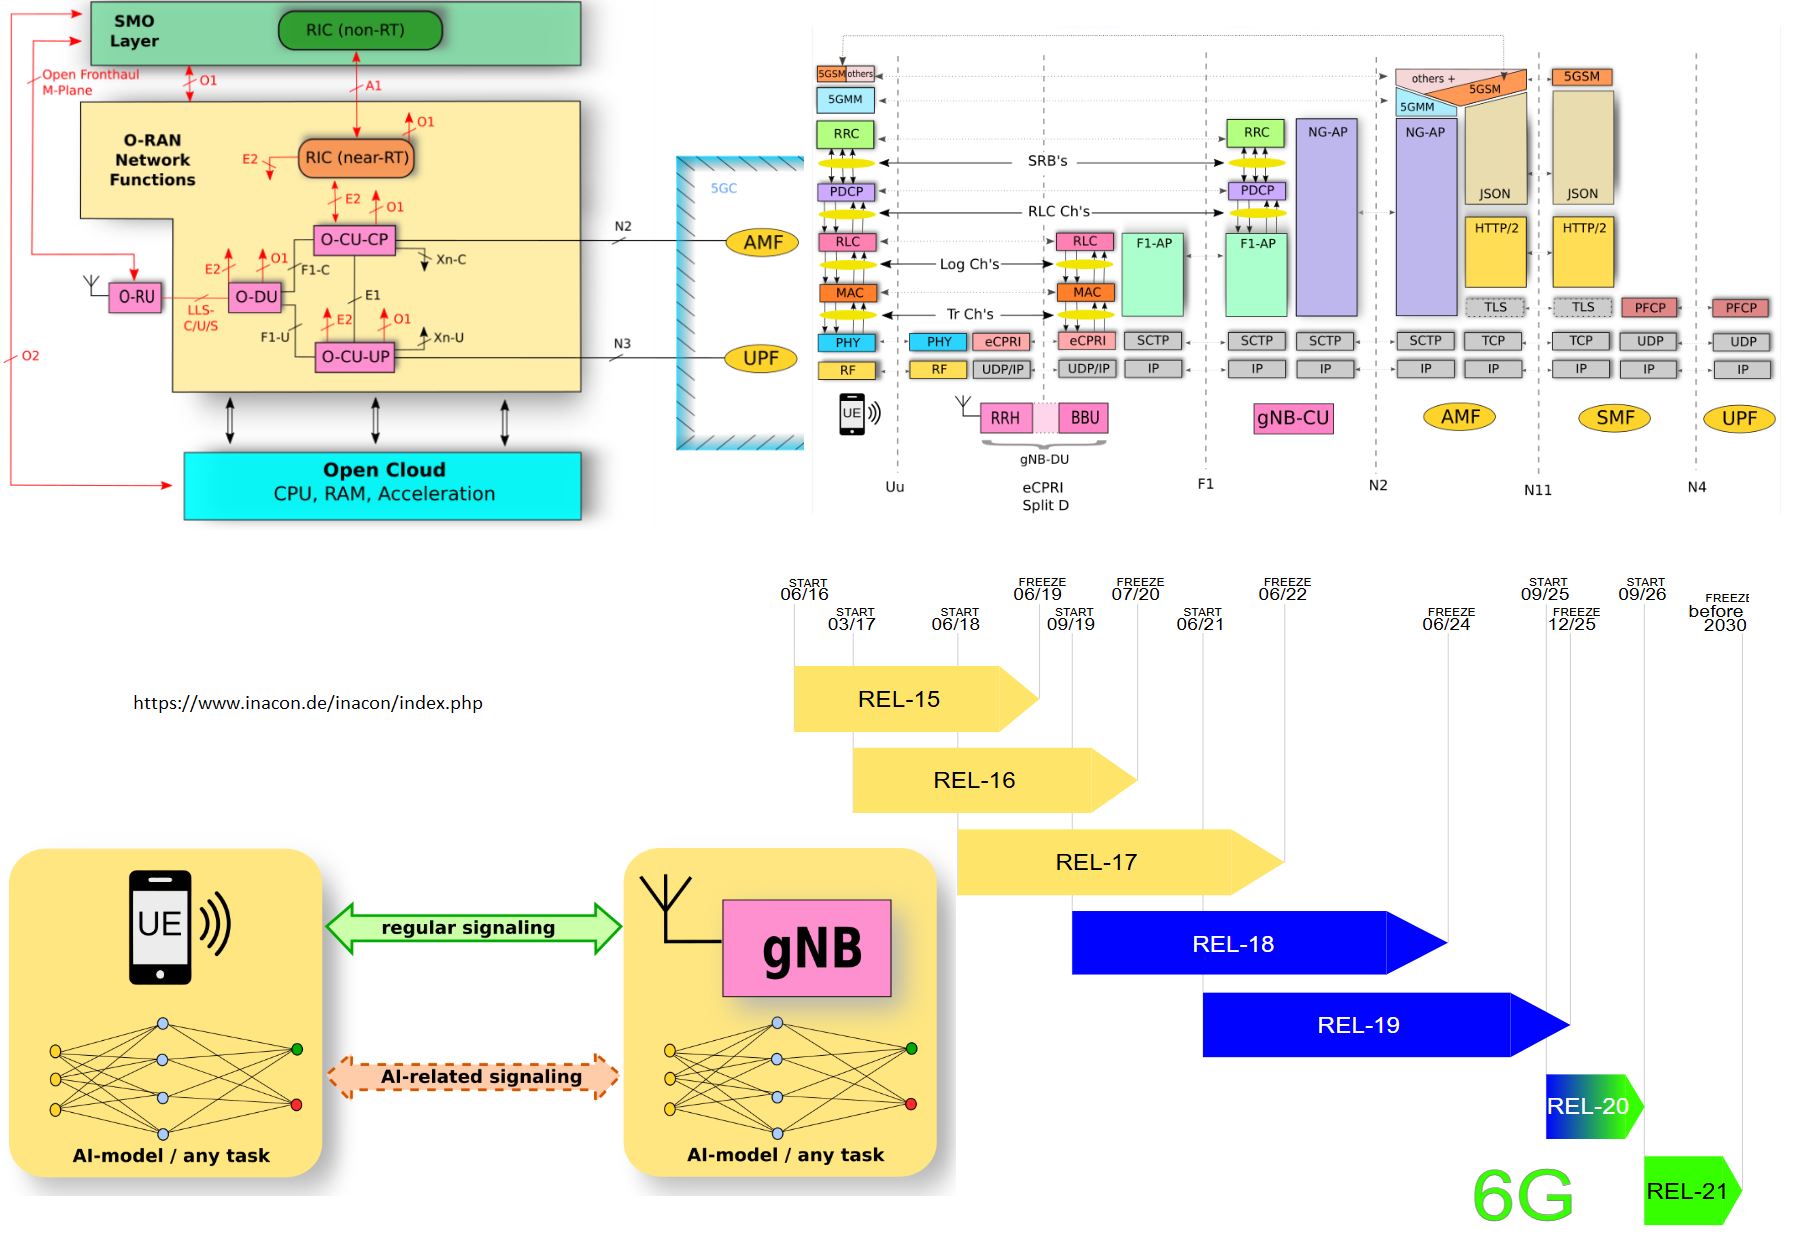 SMO
Layer
RIC (non-RT)
Open Fronthaul
M-Plane
O1
A1
O-RAN
Network
Functions
O1
E2
RIC (near-RT)
E2
O1
O-CU-CP
N2
Xn-C
E2
O1
F1-C
O-RU
O-DU
LLS-
C/U/S
E1
F1-U
E2
O1
Xn-U
O-CU-UP
N3
O2
5GC
AMF
UPF
Open Cloud
CPU, RAM, Acceleration
5GSM
others
5GMM
RRC
PDCP
RLC
MAC
PHY
RF
UE
SRB's
RLC Ch's
Log Ch's
Tr Ch's
PHY
eCPRI
RF
UDP/IP
RRH
BBU
gNB-DU
RLC
MAC
eCPRI
UDP/IP
F1-AP
SCTP
IP
RRC
PDCP
F1-AP
SCTP
IP
NG-AP
SCTP
IP
gNB-CU
others +
5GSM
5GMM
NG-AP
SCTP
IP
JSON
HTTP/2
TLS
TCP
IP
AMF
5GSM
JSON
HTTP/2
TLS
TCP
IP
PFCP
UDP
IP
SMF
PFCP
UDP
IP
UPF
Uu
eCPRI
Split D
F1
N2
N11
N4
START
06/16
START
03/17
START
06/18
FREEZE
06/19
START
09/19
FREEZE
07/20
START
06/21
FREEZE
06/22
FREEZE
06/24
START
09/25
FREEZE
12/25
START
09/26
FREEZE
before
2030
REL-15
REL-16
REL-17
REL-18
REL-19
REL-20
REL-21
6G
https://www.inacon.de/inacon/index.php
UE
regular signaling
gNB
AI-related signaling
AI-model / any task
AI-model / any task